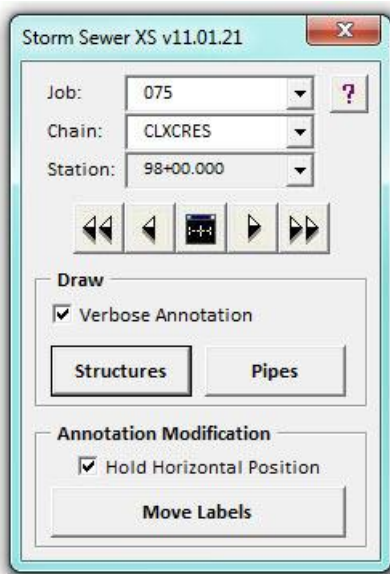 Storm Sewer XS v11.01.21
Job: 075 ?
Chain: CLXCRES
Station: 98+00.000
Draw
Verbose Annotation
Structures Pipes
Annotation Modification
Hold Horizontal Position
Move Labels